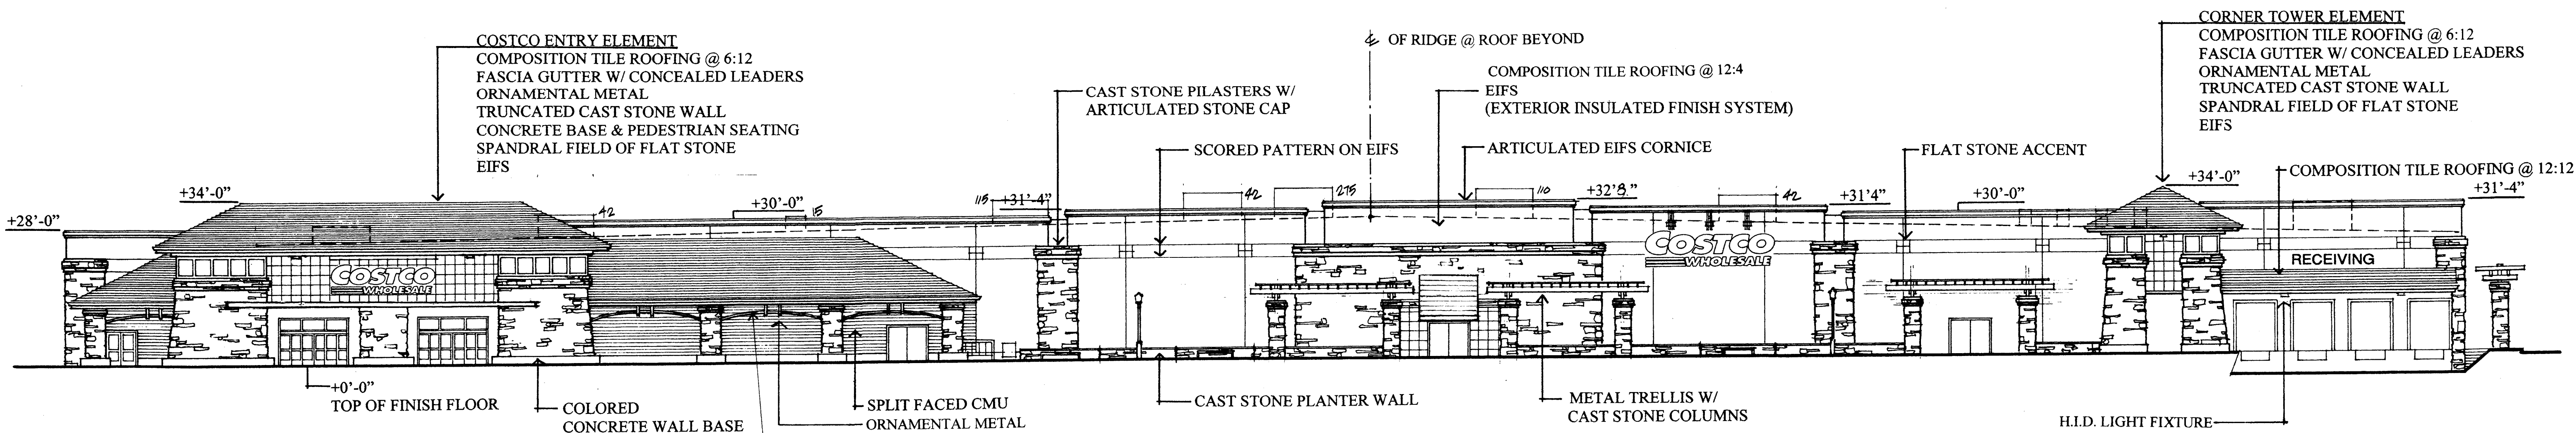 COSTCO ENTRY ELEMENT
COMPOSITION TILE ROOFING @ 6:12
FASCIA GUTTER W/ CONCEALED LEADERS
ORNAMENTAL METAL
TRUNCATED CAST STONE WALL
CONCRETE BASE & PEDESTRIAN SEATING
SPANDRAL FIELD OF FLAT STONE
EIFS
CAST STONE PILASTERS W/
ARTICULATED STONE CAP
SCORED PATTERN ON EIFS
℄ OF RIDGE @ ROOF BEYOND
COMPOSITION TILE ROOFING @ 12:4
EIFS
(EXTERIOR INSULATED FINISH SYSTEM)
ARTICULATED EIFS CORNICE
FLAT STONE ACCENT
CORNER TOWER ELEMENT
COMPOSITION TILE ROOFING @ 6:12
FASCIA GUTTER W/ CONCEALED LEADERS
ORNAMENTAL METAL
TRUNCATED CAST STONE WALL
SPANDRAL FIELD OF FLAT STONE
EIFS
COMPOSITION TILE ROOFING @ 12:12
+28'-0"
+34'-0"
42
+30'-0"
15
115
+31'-4"
42
275
110
+32'8"
42
+31'4"
+30'-0"
+34'-0"
+31'-4"
COSTCO
WHOLESALE
COSTCO
WHOLESALE
RECEIVING
+0'-0"
TOP OF FINISH FLOOR
COLORED
CONCRETE WALL BASE
SPLIT FACED CMU
ORNAMENTAL METAL
CAST STONE PLANTER WALL
METAL TRELLIS W/
CAST STONE COLUMNS
H.I.D. LIGHT FIXTURE